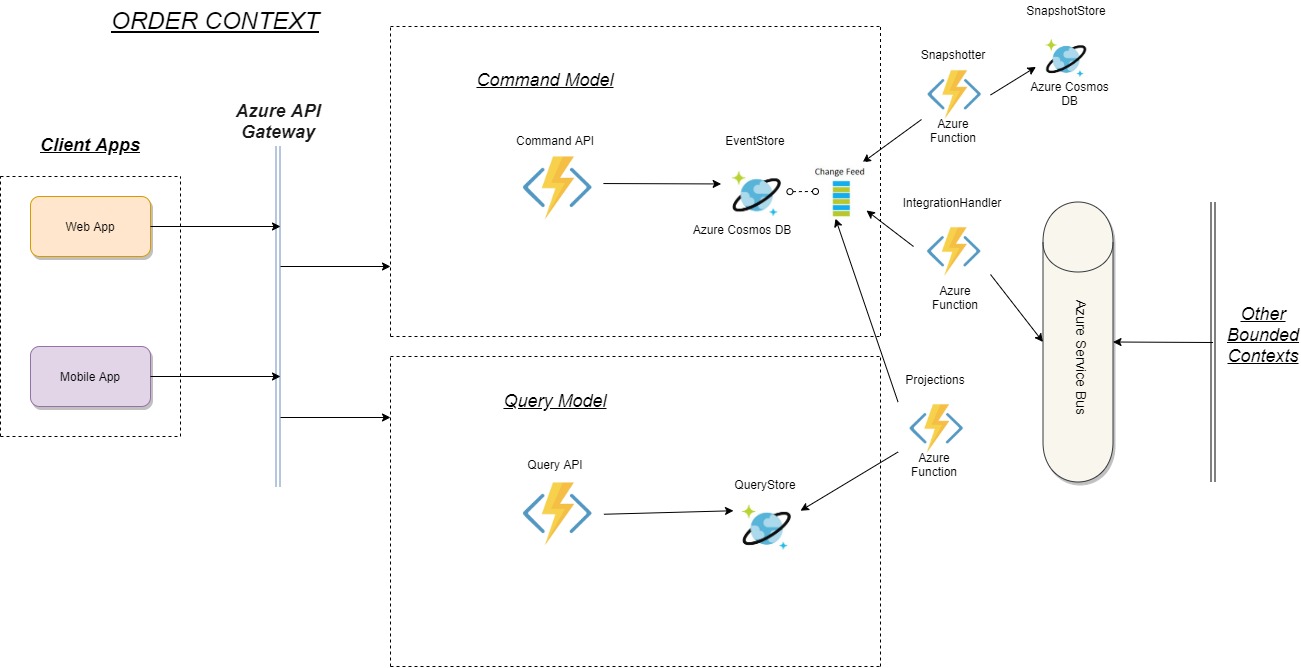 ORDER CONTEXT
Client Apps
Web App
Mobile App
Azure API
Gateway
Command Model
Command API
EventStore
Azure Cosmos DB
Change Feed
Snapshotter
Azure
Function
SnapshotStore
Azure Cosmos
DB
IntegrationHandler
Azure
Function
Query Model
Query API
QueryStore
Projections
Azure
Function
Azure Service Bus
Other
Bounded
Contexts